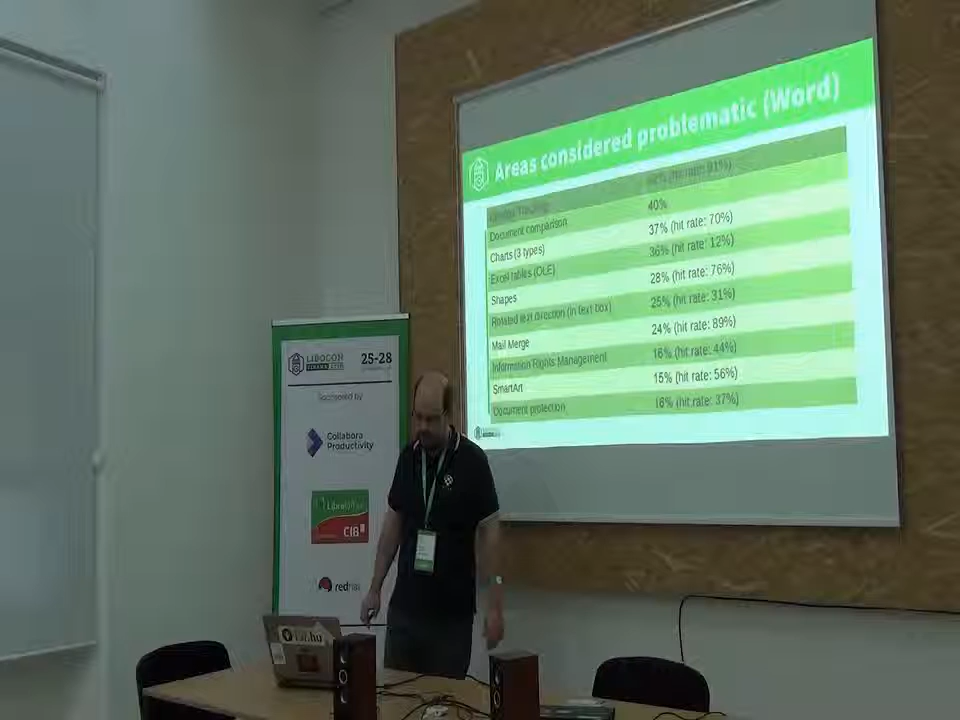 Areas considered problematic (Word)
Document comparison 40%
Charts (3 types) 37% (hit rate: 70%)
Excel tables (OLE) 36% (hit rate: 12%)
Shapes 28% (hit rate: 76%)
Rotated text direction (in text box) 25% (hit rate: 31%)
Mail Merge 24% (hit rate: 89%)
Information Rights Management 16% (hit rate: 44%)
SmartArt 15% (hit rate: 56%)
Document protection 16% (hit rate: 37%)
LIBOCON 25-28
Sponsored by
Collabora
Productivity
LibreOffice
CIB
redhat